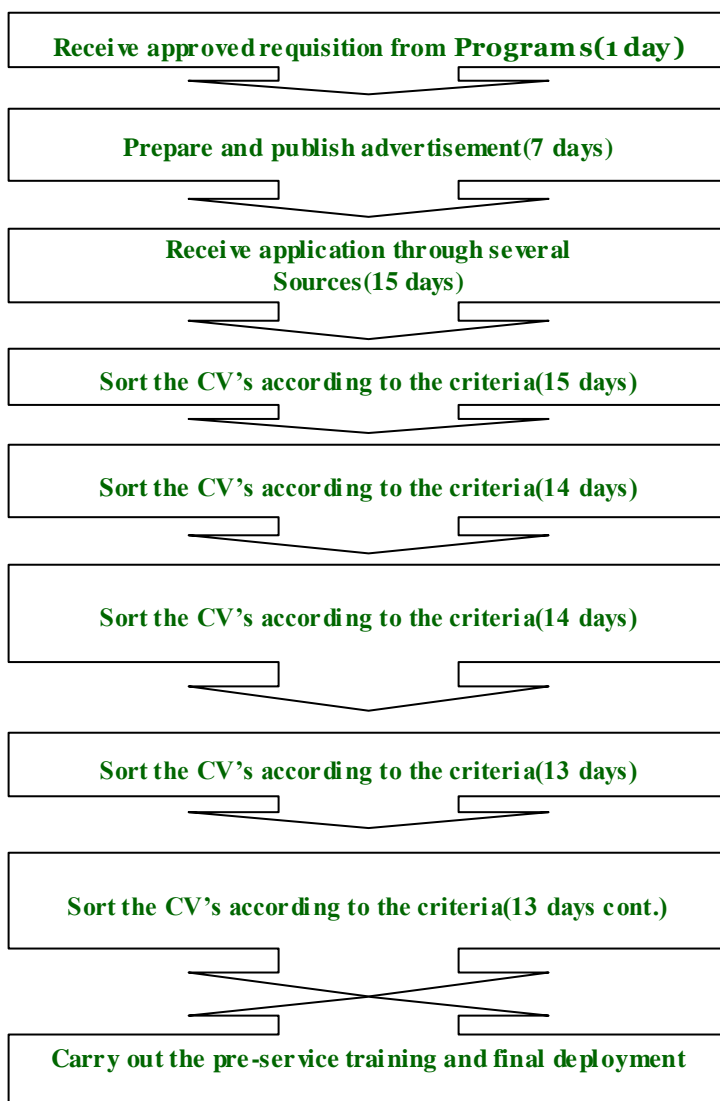 Receive approved requisition from Programs(1 day)
Prepare and publish advertisement(7 days)
Receive application through several
Sources(15 days)
Sort the CV’s according to the criteria(15 days)
Sort the CV’s according to the criteria(14 days)
Sort the CV’s according to the criteria(14 days)
Sort the CV’s according to the criteria(13 days)
Sort the CV’s according to the criteria(13 days cont.)
Carry out the pre-service training and final deployment